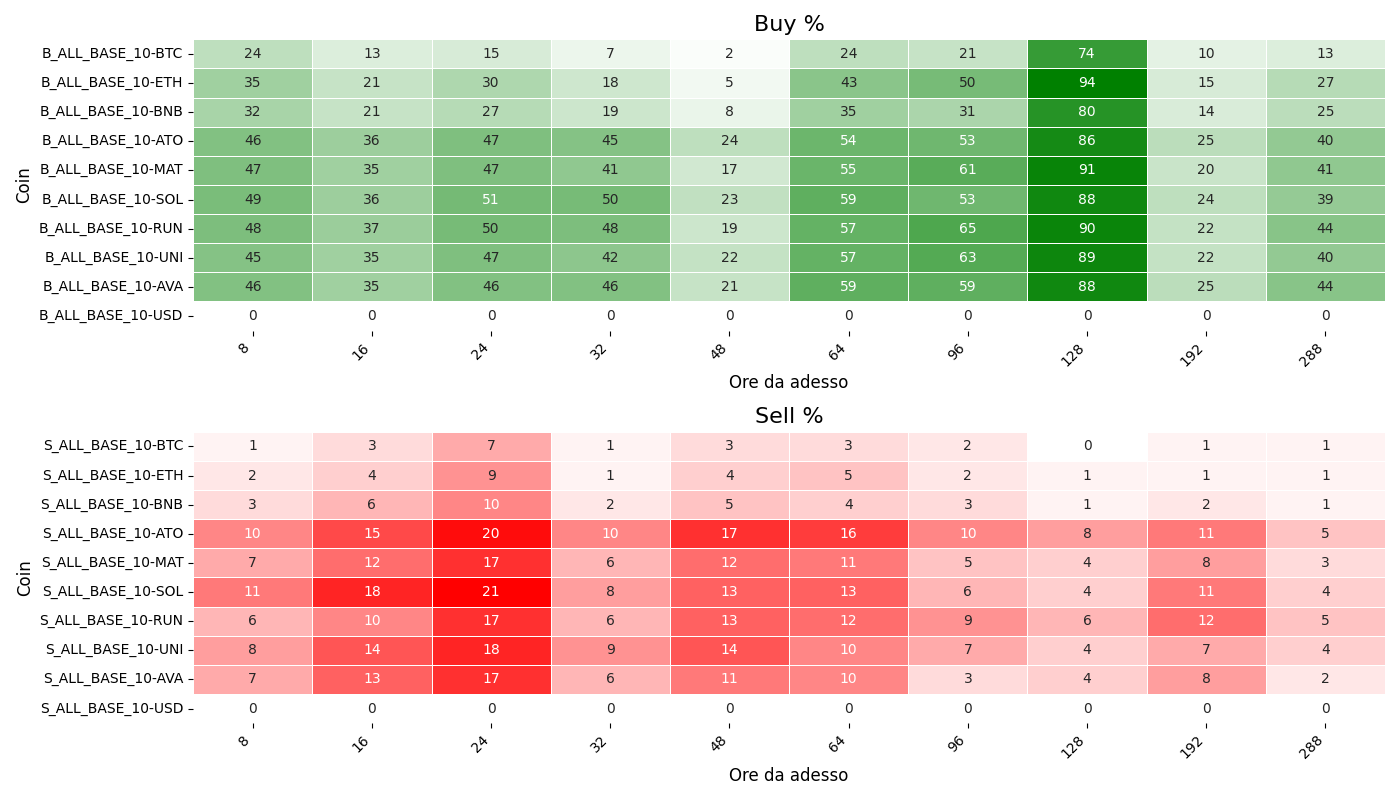 Buy %
Coin
B_ALL_BASE_10-BTC 24 13 15 7 2 24 21 74 10 13
B_ALL_BASE_10-ETH 35 21 30 18 5 43 50 94 15 27
B_ALL_BASE_10-BNB 32 21 27 19 8 35 31 80 14 25
B_ALL_BASE_10-ATO 46 36 47 45 24 54 53 86 25 40
B_ALL_BASE_10-MAT 47 35 47 41 17 55 61 91 20 41
B_ALL_BASE_10-SOL 49 36 51 50 23 59 53 88 24 39
B_ALL_BASE_10-RUN 48 37 50 48 19 57 65 90 22 44
B_ALL_BASE_10-UNI 45 35 47 42 22 57 63 89 22 40
B_ALL_BASE_10-AVA 46 35 46 46 21 59 59 88 25 44
B_ALL_BASE_10-USD 0 0 0 0 0 0 0 0 0 0
8 16 24 32 48 64 96 128 192 288
Ore da adesso
Sell %
Coin
S_ALL_BASE_10-BTC 1 3 7 1 3 3 2 0 1 1
S_ALL_BASE_10-ETH 2 4 9 1 4 5 2 1 1 1
S_ALL_BASE_10-BNB 3 6 10 2 5 4 3 1 2 1
S_ALL_BASE_10-ATO 10 15 20 10 17 16 10 8 11 5
S_ALL_BASE_10-MAT 7 12 17 6 12 11 5 4 8 3
S_ALL_BASE_10-SOL 11 18 21 8 13 13 6 4 11 4
S_ALL_BASE_10-RUN 6 10 17 6 13 12 9 6 12 5
S_ALL_BASE_10-UNI 8 14 18 9 14 10 7 4 7 4
S_ALL_BASE_10-AVA 7 13 17 6 11 10 3 4 8 2
S_ALL_BASE_10-USD 0 0 0 0 0 0 0 0 0 0
8 16 24 32 48 64 96 128 192 288
Ore da adesso